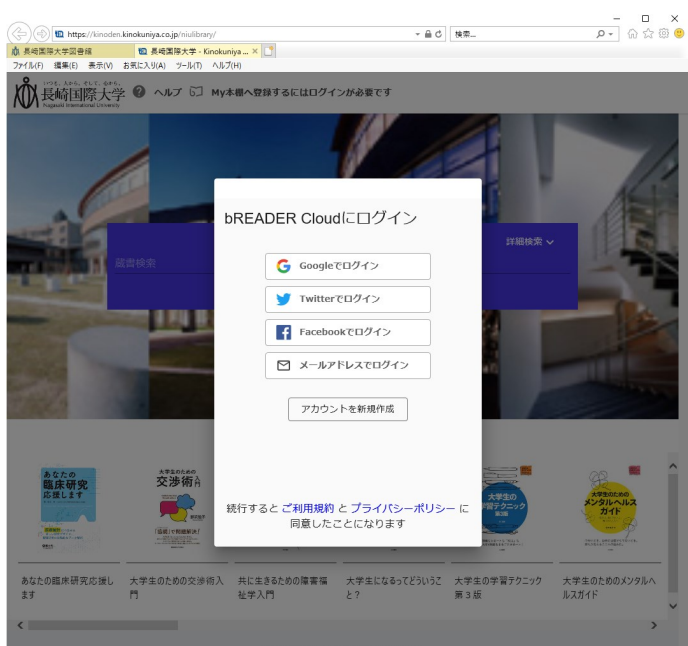 https://kinoden.kinokuniya.co.jp/niulibrary/
検索...
長崎国際大学図書館
長崎国際大学 - Kinokuniya ...
ファイル(F) 編集(E) 表示(V) お気に入り(A) ツール(T) ヘルプ(H)
いつも、人から、そして、心から。
長崎国際大学
Nagasaki International University
ヘルプ
My本棚へ登録するにはログインが必要です
bREADER Cloudにログイン
詳細検索
蔵書検索
Googleでログイン
Twitterでログイン
Facebookでログイン
メールアドレスでログイン
アカウントを新規作成
続行すると ご利用規約 と プライバシーポリシー に
同意したことになります
あなたの
臨床研究
応援します
大学生のための
交渉術入門
大学生の
学習テクニック
第3版
大学生のための
メンタルヘルス
ガイド
あなたの臨床研究応援し
ます
大学生のための交渉術入
門
共に生きるための障害福
祉学入門
大学生になるってどういうこ
と?
大学生の学習テクニック
第3版
大学生のためのメンタルヘ
ルスガイド